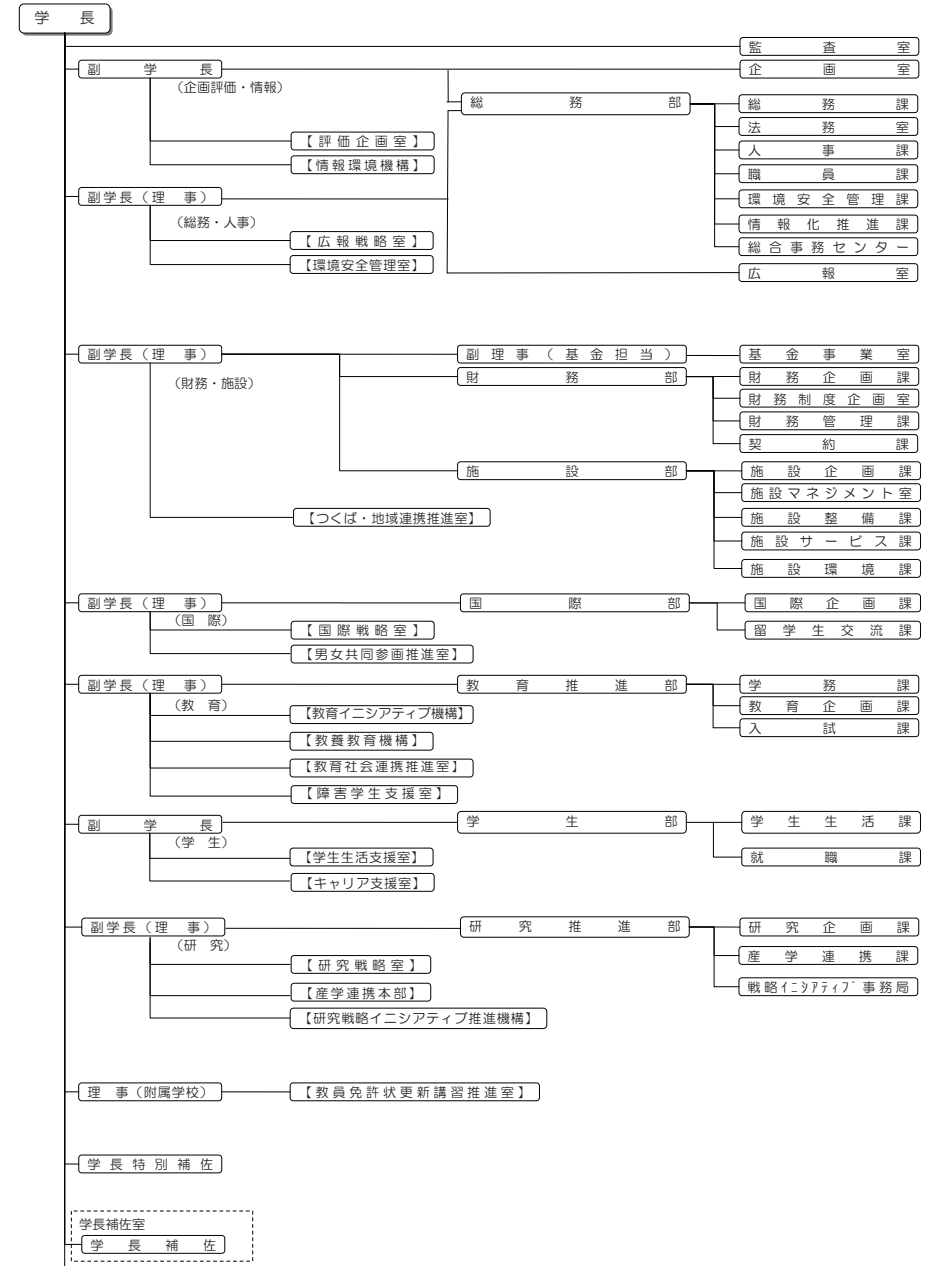 学長
監査室
副学長
企画室
（企画評価・情報）
総務部
総務課
法務室
【評価企画室】
人事課
【情報環境機構】
職員課
副学長（理事）
環境安全管理課
（総務・人事）
情報化推進課
【広報戦略室】
総合事務センター
【環境安全管理室】
広報室
副学長（理事）
副理事（基金担当）
基金事業室
（財務・施設）
財務部
財務企画課
財務制度企画室
財務管理課
契約課
施設部
施設企画課
施設マネジメント室
【つくば・地域連携推進室】
施設整備課
施設サービス課
施設環境課
副学長（理事）
国際部
国際企画課
（国際）
【国際戦略室】
留学生交流課
【男女共同参画推進室】
副学長（理事）
教育推進部
学務課
（教育）
教育企画課
【教育イニシアティブ機構】
入試課
【教養教育機構】
【教育社会連携推進室】
【障害学生支援室】
副学長
学生部
学生生活課
（学生）
【学生生活支援室】
就職課
【キャリア支援室】
副学長（理事）
研究推進部
研究企画課
（研究）
【研究戦略室】
産学連携課
【産学連携本部】
戦略ｲﾆｼｱﾃｨﾌﾞ事務局
【研究戦略イニシアティブ推進機構】
理事（附属学校）
【教員免許状更新講習推進室】
学長特別補佐
学長補佐室
学長補佐